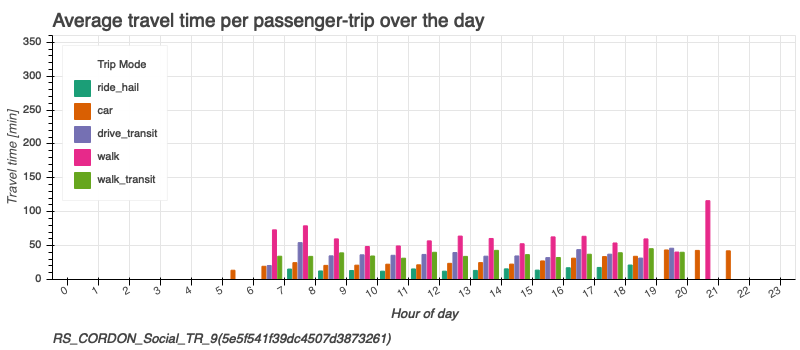 Average travel time per passenger-trip over the day
Travel time [min]
360
300
250
200
150
100
50
0
Trip Mode
ride_hail
car
drive_transit
walk
walk_transit
0 1 2 3 4 5 6 7 8 9 10 11 12 13 14 15 16 17 18 19 20 21 22 23
Hour of day
RS_CORDON_Social_TR_9(5e5f541f39dc4507d3873261)